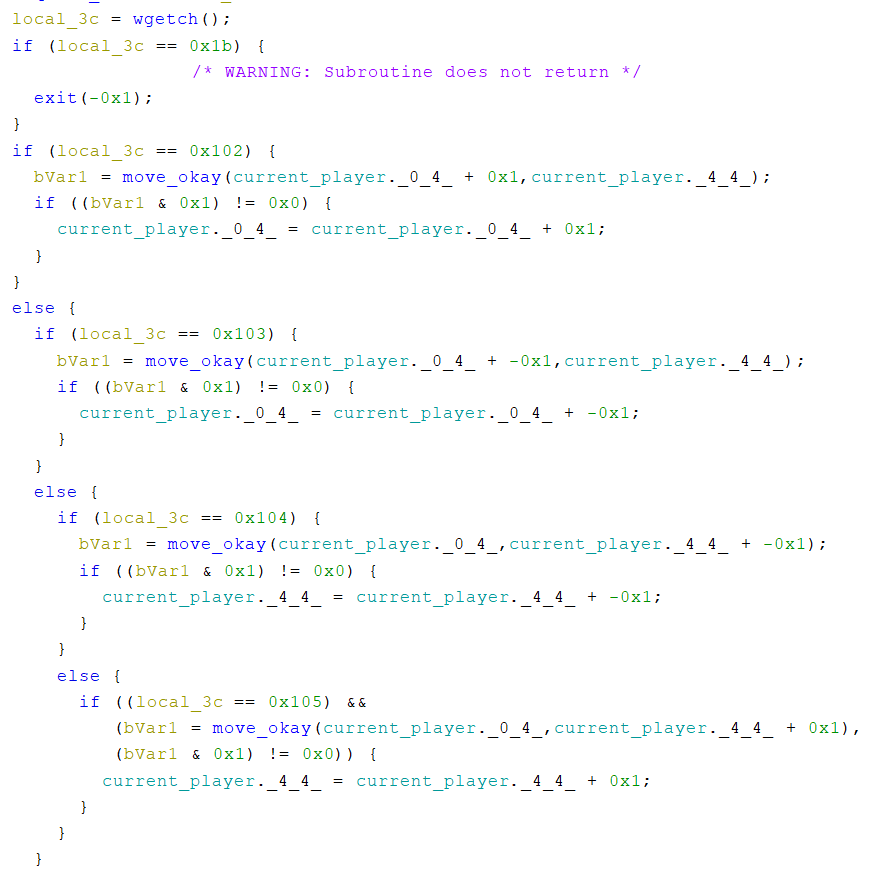 local_3c = wgetch();
if (local_3c == 0x1b) {
/* WARNING: Subroutine does not return */
exit(-0x1);
}
if (local_3c == 0x102) {
bVar1 = move_okay(current_player._0_4_ + 0x1,current_player._4_4_);
if ((bVar1 & 0x1) != 0x0) {
current_player._0_4_ = current_player._0_4_ + 0x1;
}
}
else {
if (local_3c == 0x103) {
bVar1 = move_okay(current_player._0_4_ + -0x1,current_player._4_4_);
if ((bVar1 & 0x1) != 0x0) {
current_player._0_4_ = current_player._0_4_ + -0x1;
}
}
else {
if (local_3c == 0x104) {
bVar1 = move_okay(current_player._0_4_,current_player._4_4_ + -0x1);
if ((bVar1 & 0x1) != 0x0) {
current_player._4_4_ = current_player._4_4_ + -0x1;
}
}
else {
if ((local_3c == 0x105) &&
(bVar1 = move_okay(current_player._0_4_,current_player._4_4_ + 0x1),
(bVar1 & 0x1) != 0x0)) {
current_player._4_4_ = current_player._4_4_ + 0x1;
}
}
}